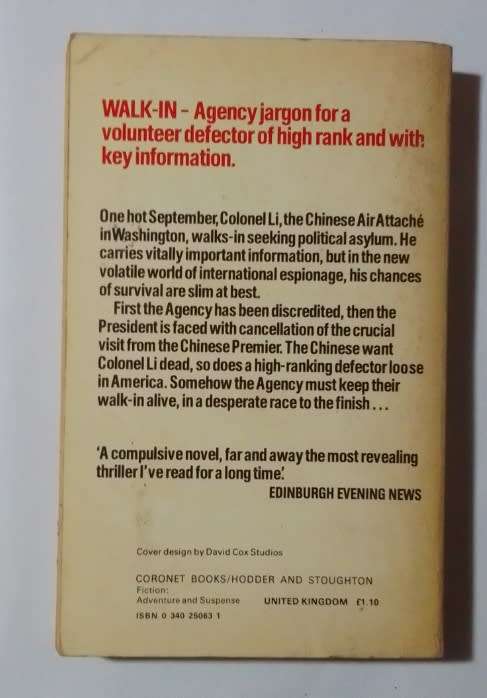 WALK-IN – Agency jargon for a
volunteer defector of high rank and with
key information.
One hot September, Colonel Li, the Chinese Air Attaché
in Washington, walks-in seeking political asylum. He
carries vitally important information, but in the new
volatile world of international espionage, his chances
of survival are slim at best.
First the Agency has been discredited, then the
President is faced with cancellation of the crucial
visit from the Chinese Premier. The Chinese want
Colonel Li dead, so does a high-ranking defector loose
in America. Somehow the Agency must keep their
walk-in alive, in a desperate race to the finish . . .
‘A compulsive novel, far and away the most revealing
thriller I’ve read for a long time.’
EDINBURGH EVENING NEWS
Cover design by David Cox Studios
CORONET BOOKS/HODDER AND STOUGHTON
Fiction:
Adventure and Suspense UNITED KINGDOM £1.10
ISBN 0 340 25063 1